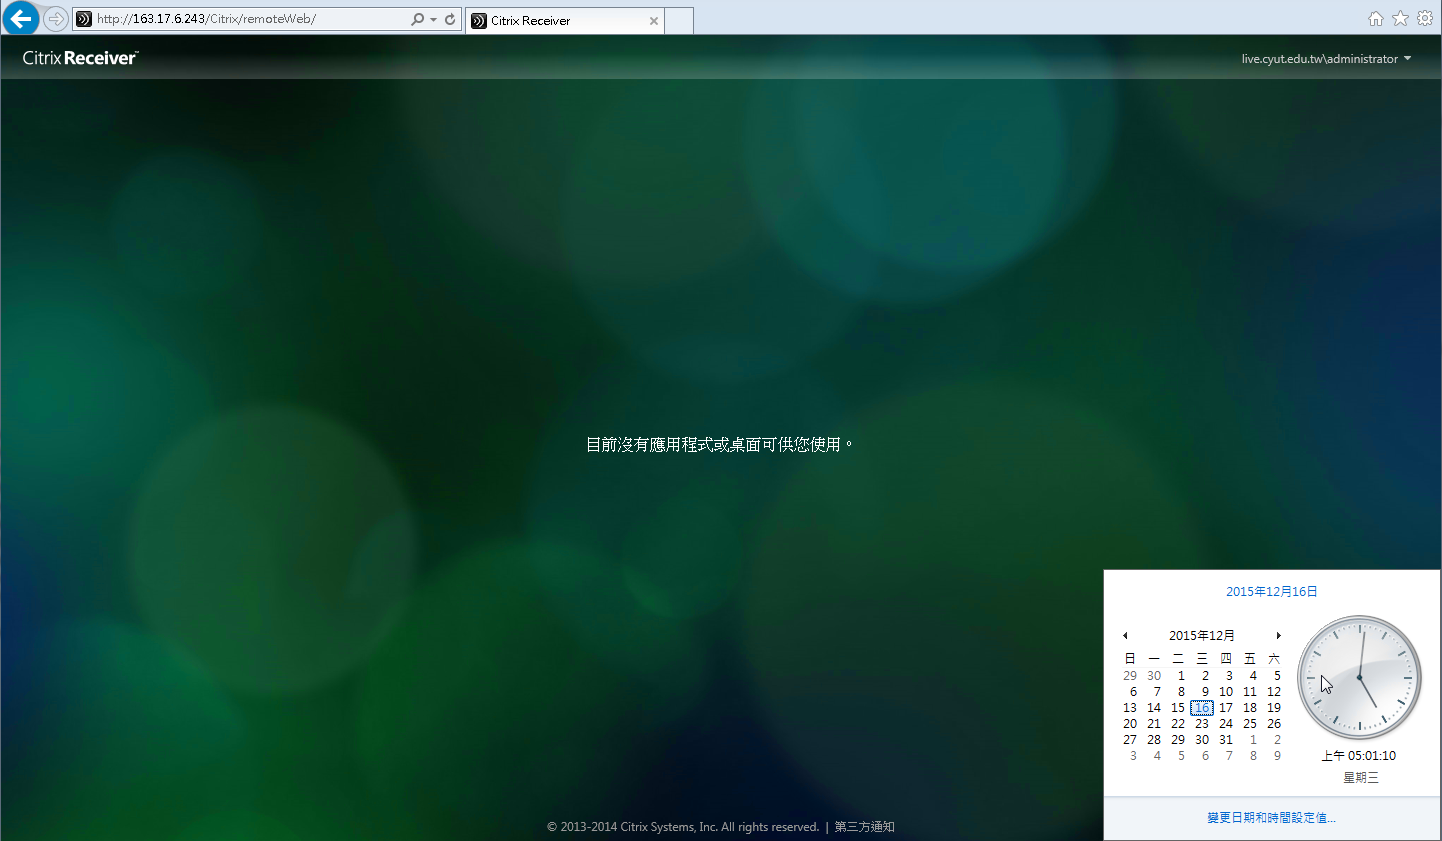 http://163.17.6.243/Citrix/remoteWeb/
Citrix Receiver
Citrix Receiver™
live.cyut.edu.tw\administrator
目前沒有應用程式或桌面可供您使用。
2015年12月16日
2015年12月
日 一 二 三 四 五 六
29 30 1 2 3 4 5
6 7 8 9 10 11 12
13 14 15 16 17 18 19
20 21 22 23 24 25 26
27 28 29 30 31 1 2
3 4 5 6 7 8 9
上午 05:01:10
星期三
變更日期和時間設定值...
© 2013-2014 Citrix Systems, Inc. All rights reserved. | 第三方通知